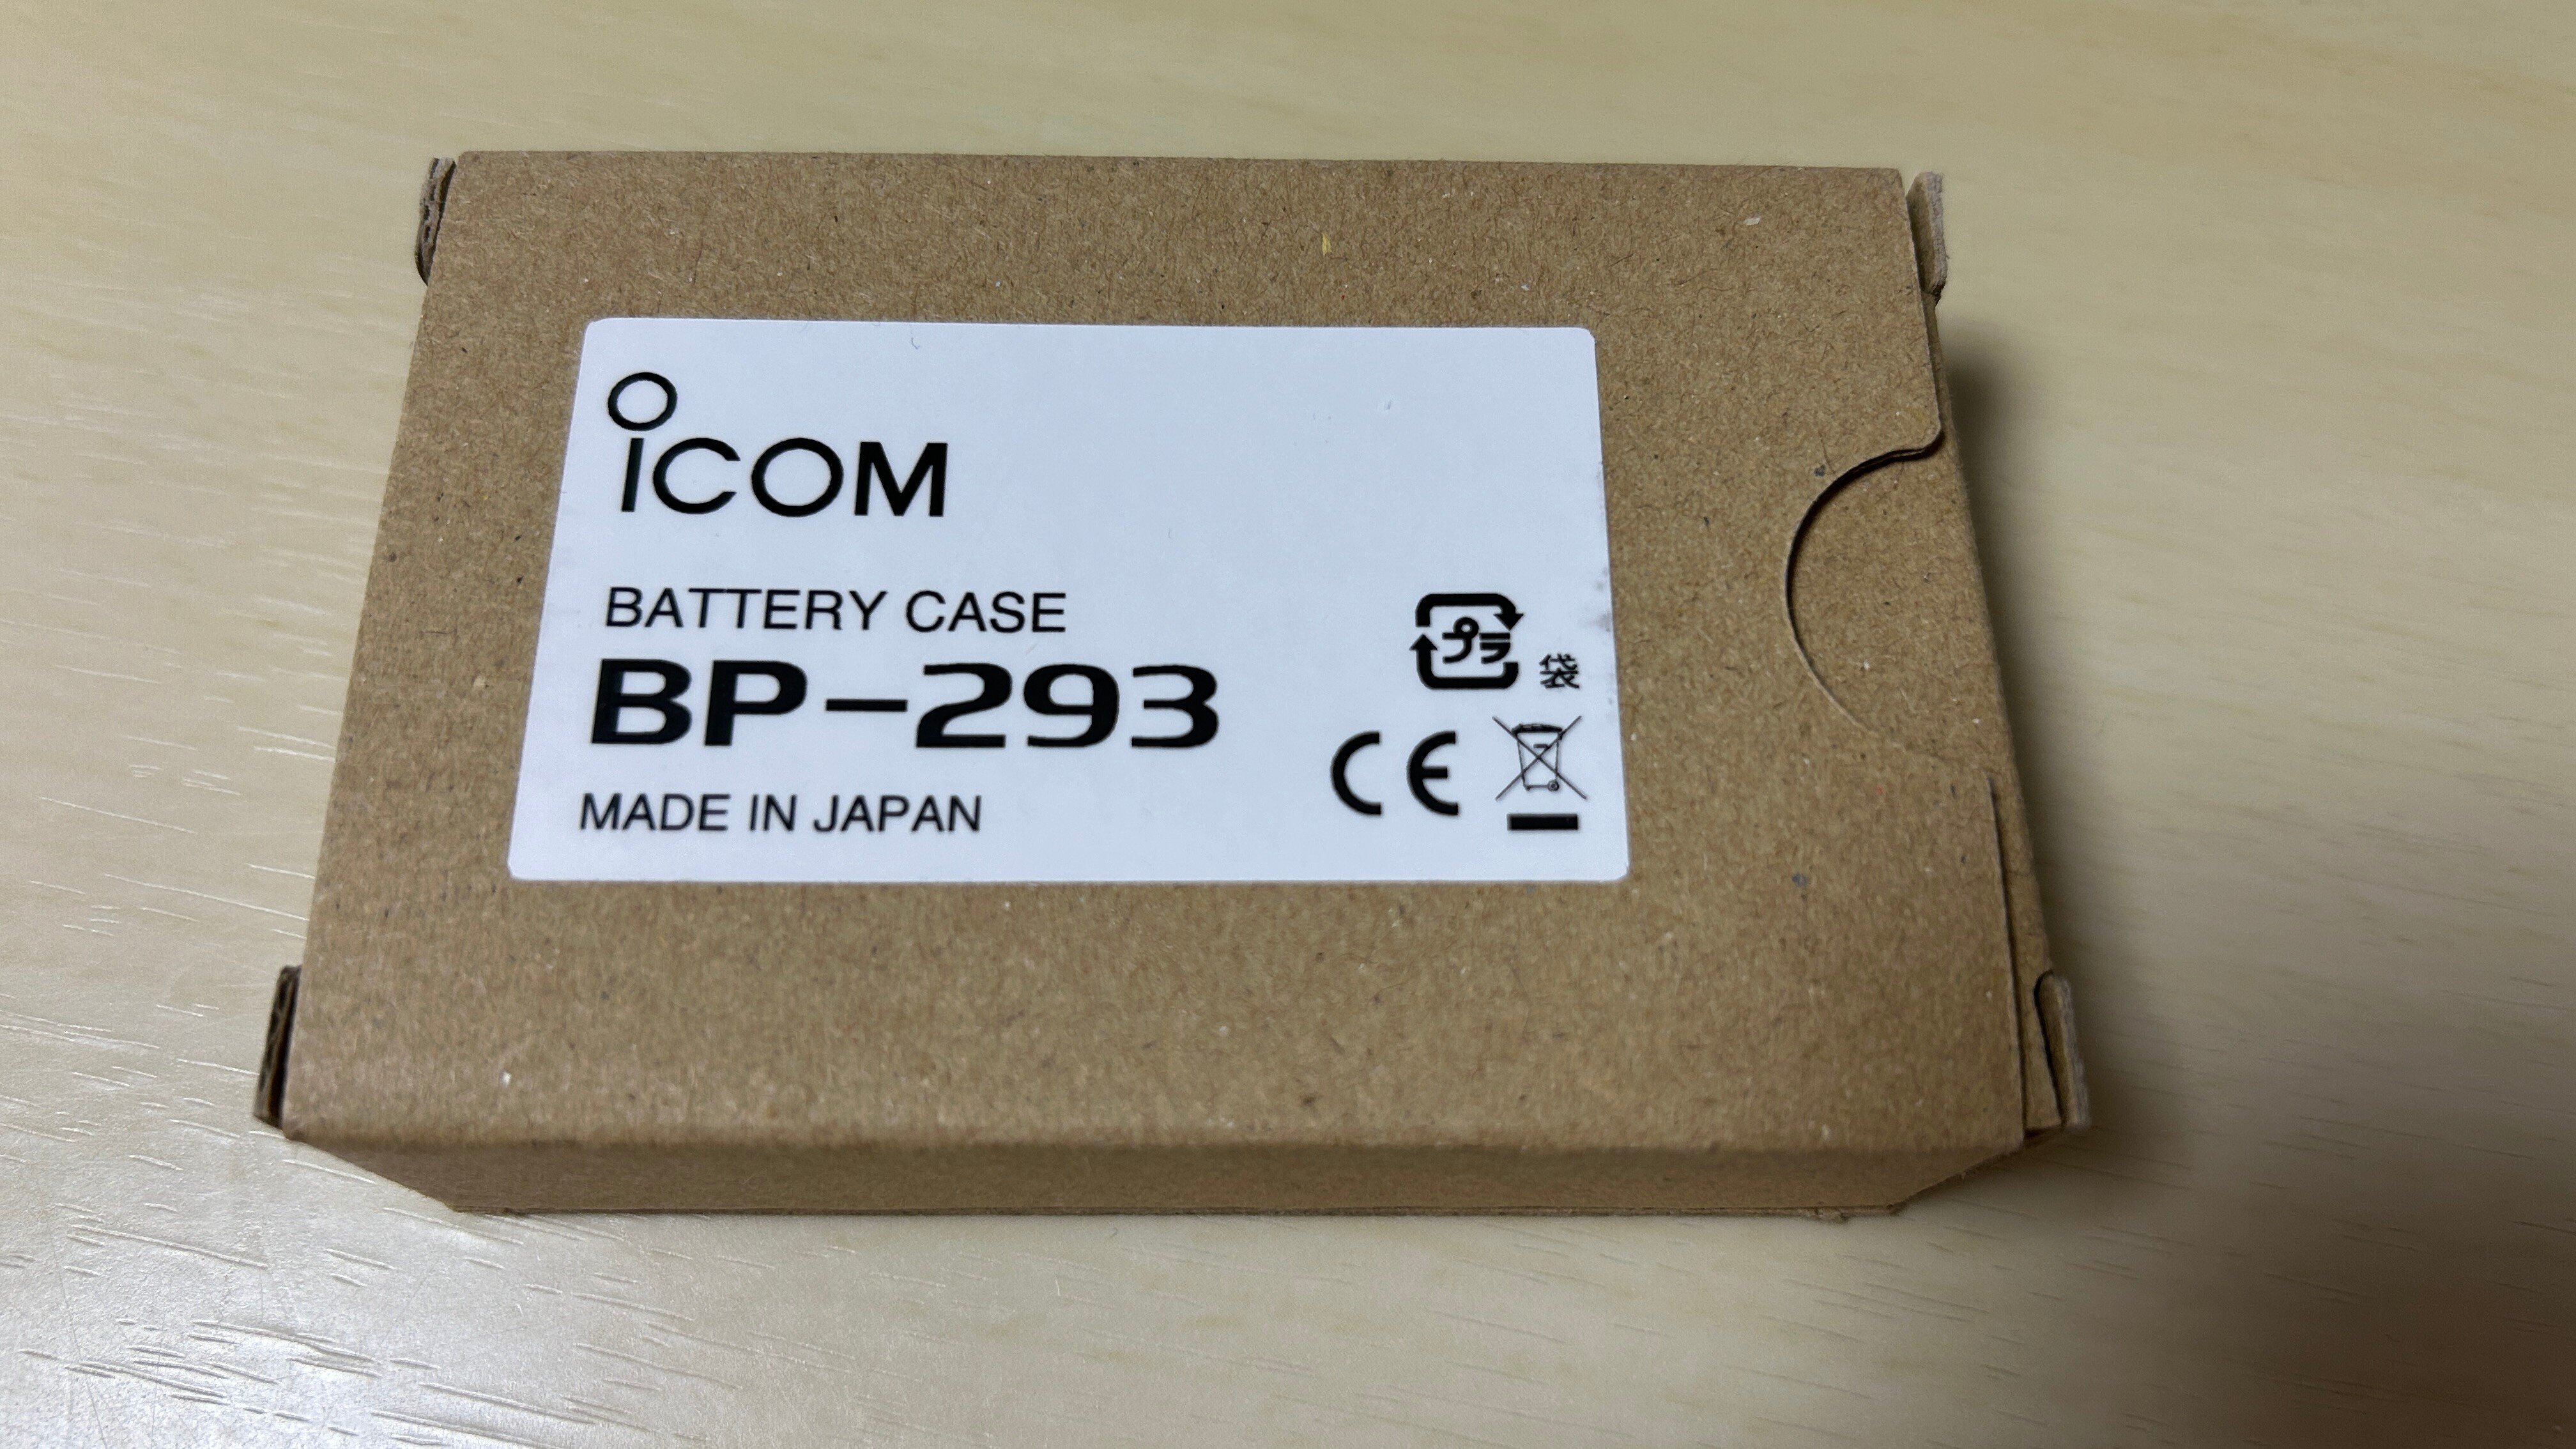 ICOM
BATTERY CASE
BP-293
MADE IN JAPAN
プラ
袋
CE